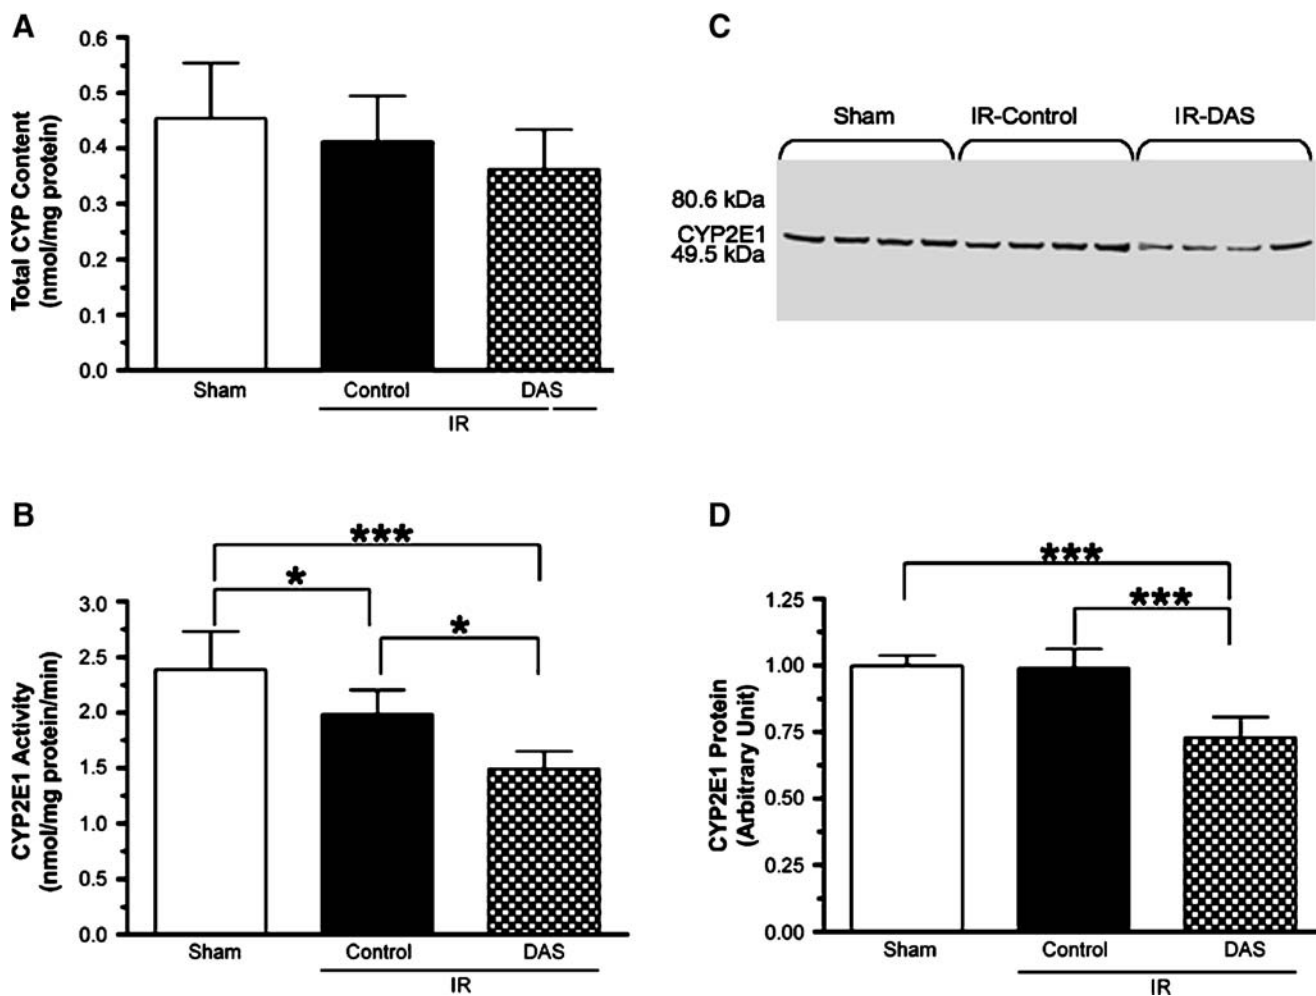 A
Total CYP Content
(nmol/mg protein)
0.6
0.5
0.4
0.3
0.2
0.1
0.0
Sham
Control
DAS
IR
C
Sham
IR-Control
IR-DAS
80.6 kDa
CYP2E1
49.5 kDa
B
CYP2E1 Activity
(nmol/mg protein/min)
***
*
*
3.0
2.5
2.0
1.5
1.0
0.5
0.0
Sham
Control
DAS
IR
D
CYP2E1 Protein
(Arbitrary Unit)
***
***
1.25
1.00
0.75
0.50
0.25
0.00
Sham
Control
DAS
IR